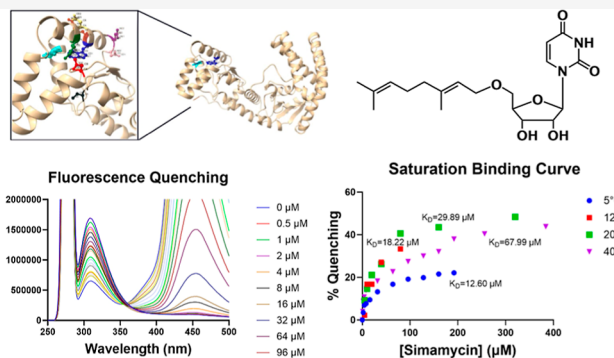 O
NH
N
O
O
O
OH
OH
Fluorescence Quenching
2000000
1500000
1000000
500000
0
250
300
350
400
450
500
Wavelength (nm)
0 µM
0.5 µM
1 µM
2 µM
4 µM
8 µM
16 µM
32 µM
64 µM
96 µM
Saturation Binding Curve
% Quenching
60
40
20
0
0
100
200
300
400
[Simamycin] (µM)
KD=29.89 µM
KD=18.22 µM
KD=67.99 µM
KD=12.60 µM
5°
12
20
40